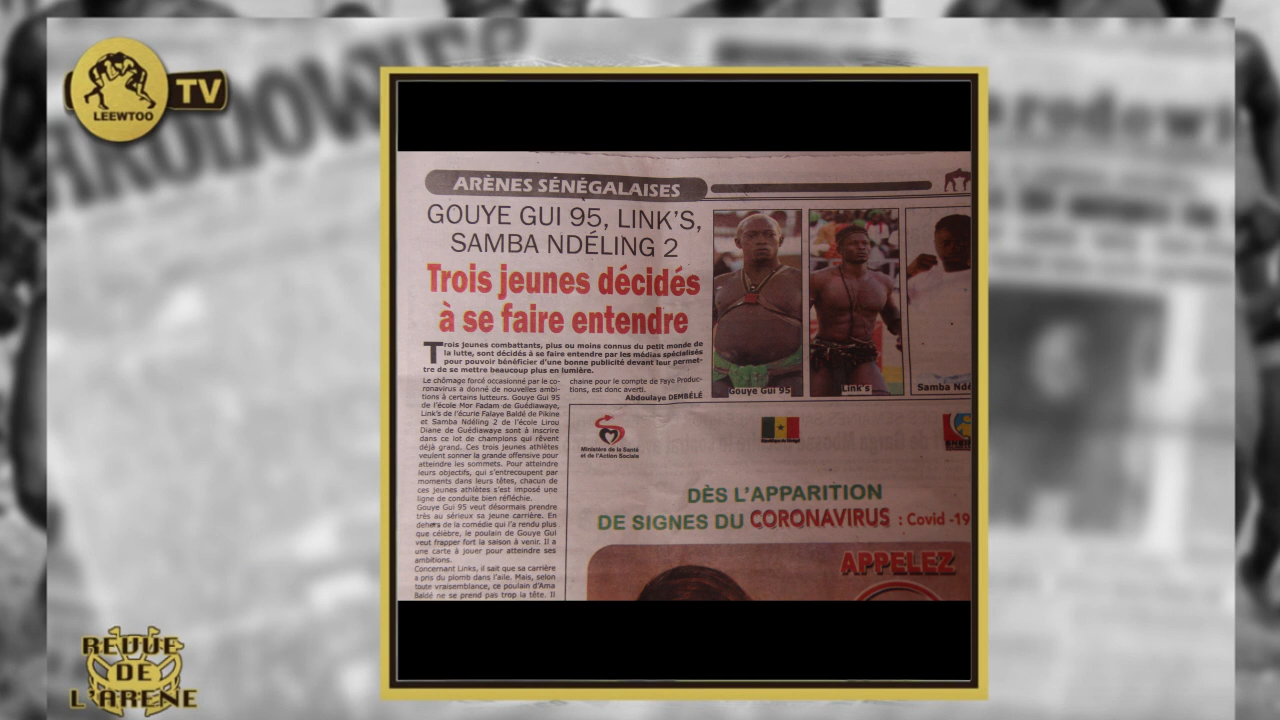 LEEWTOO
TV
ARÈNES SÉNÉGALAISES
GOUYE GUI 95, LINK'S,
SAMBA NDÉLING 2
Trois jeunes décidés
à se faire entendre
Trois jeunes combattants, plus ou moins connus du petit monde de
la lutte, sont décidés à se faire entendre par les médias spécialisés
pour pouvoir bénéficier d'une bonne publicité devant leur permet-
tre de se mettre beaucoup plus en lumière.
Le chômage forcé occasionné par le co-
ronavirus a donné de nouvelles ambi-
tions à certains lutteurs. Gouye Gui 95
de l'école Mor Fadam de Guédiawaye,
Link's de l'écurie Falaye Baldé de Pikine
et Samba Ndéling 2 de l'école Lirou
Diane de Guédiawaye sont à inscrire
dans ce lot de champions qui rêvent
déjà grand. Ces trois jeunes athlètes
veulent sonner la grande offensive pour
atteindre les sommets. Pour atteindre
leurs objectifs, qui s'entrecoupent par
moments dans leurs têtes, chacun de
ces jeunes athlètes s'est imposé une
ligne de conduite bien réfléchie.
Gouye Gui 95 veut désormais prendre
très au sérieux sa jeune carrière. En
dehors de la comédie qui l'a rendu plus
que célèbre, le poulain de Gouye Gui
veut frapper fort la saison à venir. Il a
une carte à jouer pour atteindre ses
ambitions.
Concernant Links, il sait que sa carrière
a pris du plomb dans l'aile. Mais, selon
toute vraisemblance, ce poulain d'Ama
Baldé ne se prend pas trop la tête. Il
chaine pour le compte de Faye Produc-
tions, est donc averti.
Abdoulaye DEMBÉLÉ
Gouye Gui 95
Link's
Samba Ndé
Ministère de la Santé
et de l'Action Sociale
République du Sénégal
DÈS L'APPARITION
DE SIGNES DU CORONAVIRUS : Covid -19
APPELEZ
REVUE
DE
L'ARENE